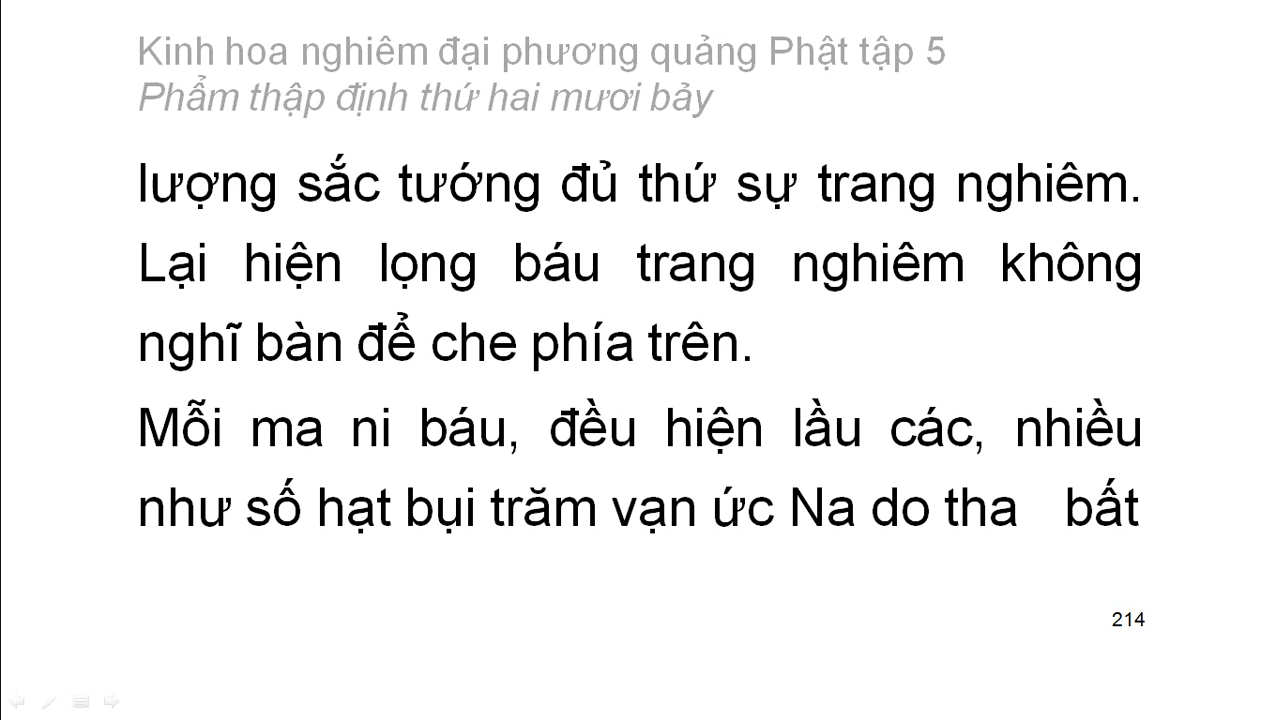 Kinh hoa nghiêm đại phương quảng Phật tập 5
Phẩm thập định thứ hai mươi bảy
lượng sắc tướng đủ thứ sự trang nghiêm.
Lại hiện lọng báu trang nghiêm không
nghĩ bàn để che phía trên.
Mỗi ma ni báu, đều hiện lầu các, nhiều
như số hạt bụi trăm vạn ức Na do tha bất
214